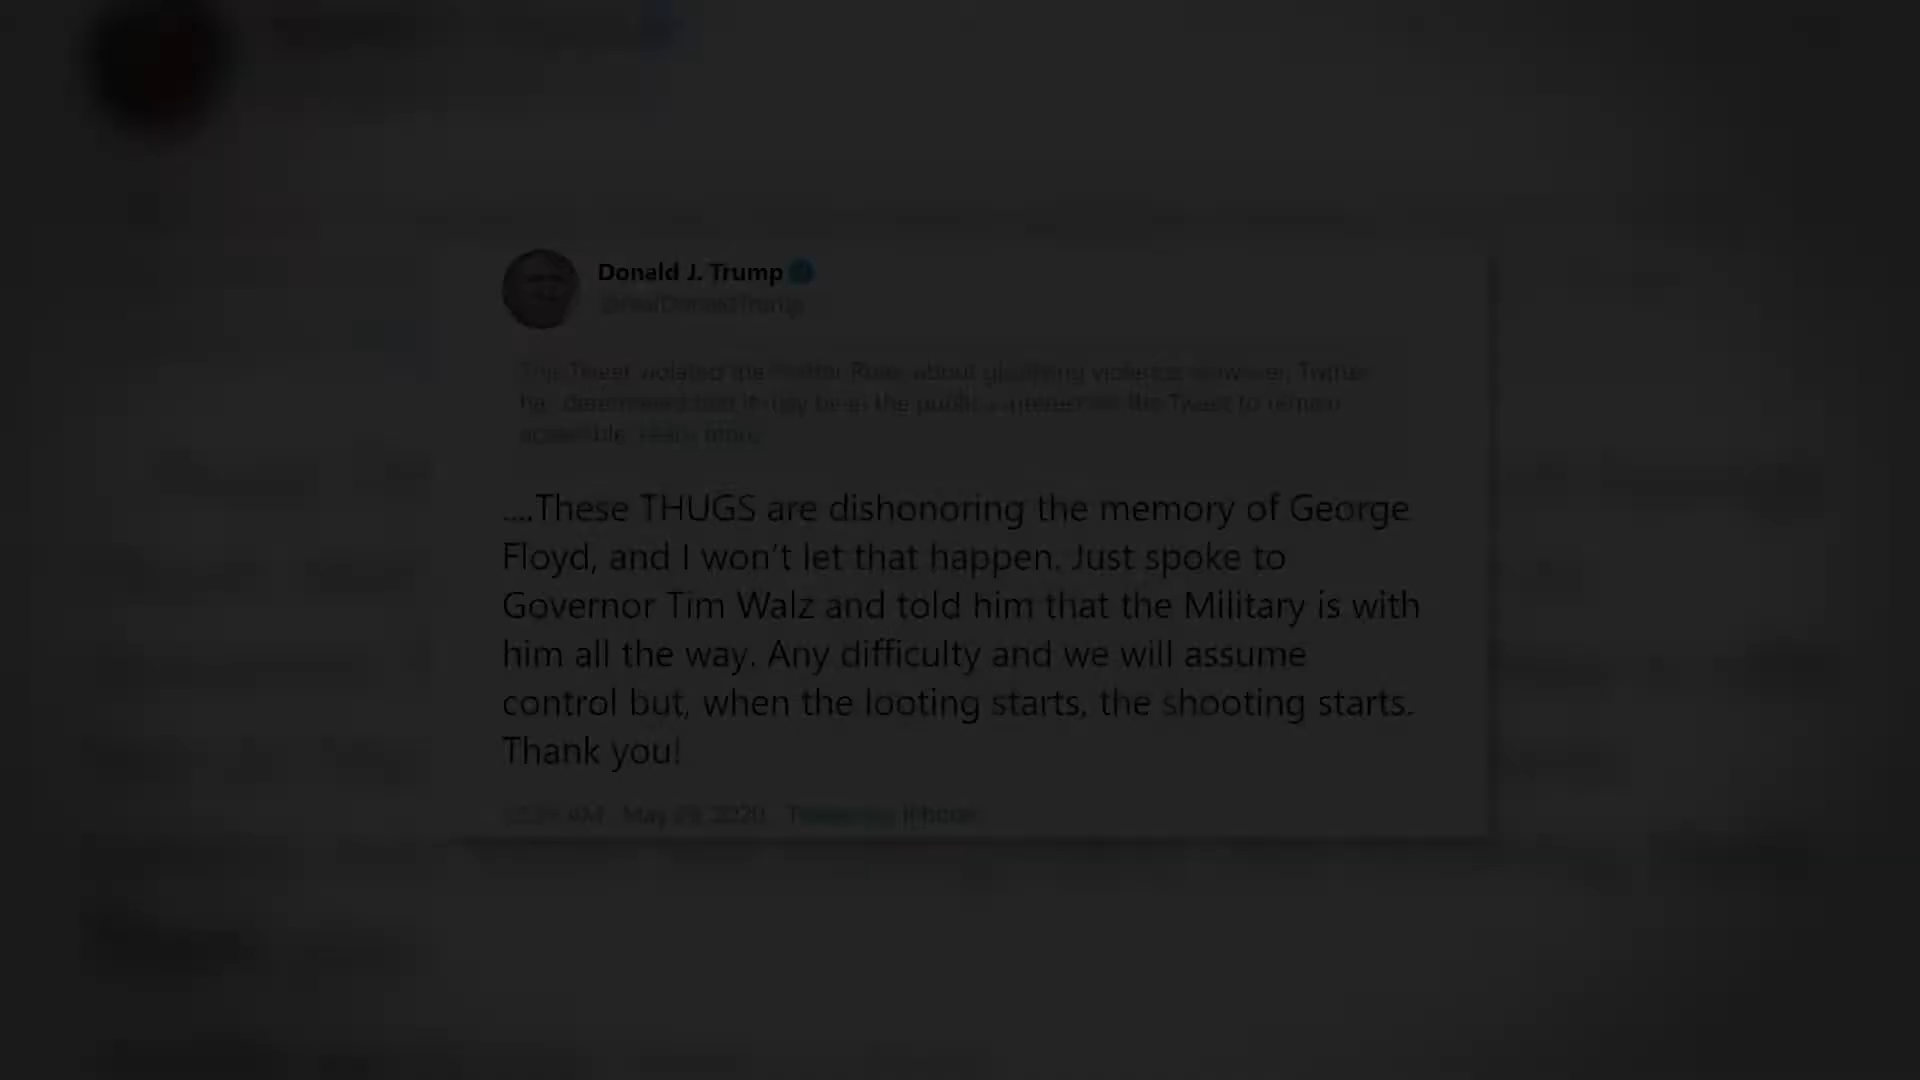 Donald J. Trump
@realDonaldTrump
This Tweet violated the Twitter Rules about glorifying violence. However, Twitter
has determined that it may be in the public's interest for the Tweet to remain
accessible. Learn more
....These THUGS are dishonoring the memory of George
Floyd, and I won’t let that happen. Just spoke to
Governor Tim Walz and told him that the Military is with
him all the way. Any difficulty and we will assume
control but, when the looting starts, the shooting starts.
Thank you!
AM May 29, 2020 iPhone